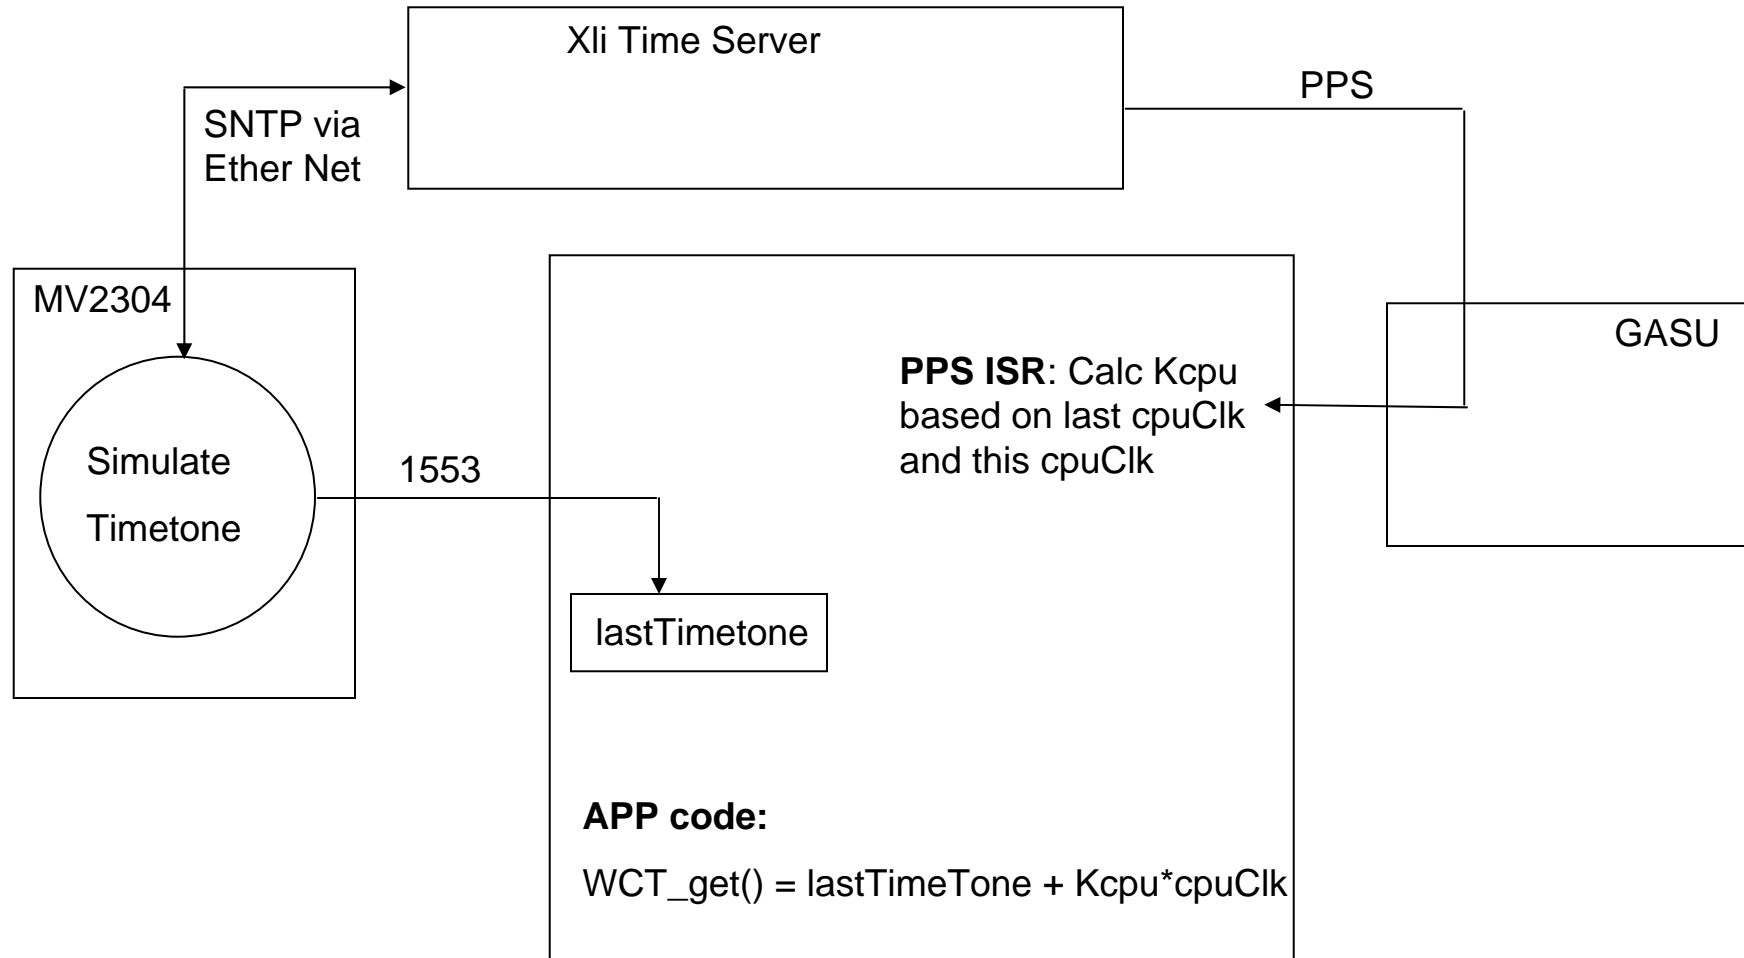 Xli Time Server
PPS
SNTP via
Ether Net
MV2304
GASU
PPS ISR: Calc Kcpu
based on last cpuClk
and this cpuClk
Simulate
Timetone
1553
lastTimetone
APP code:
WCT_get() = lastTimeTone + Kcpu*cpuClk